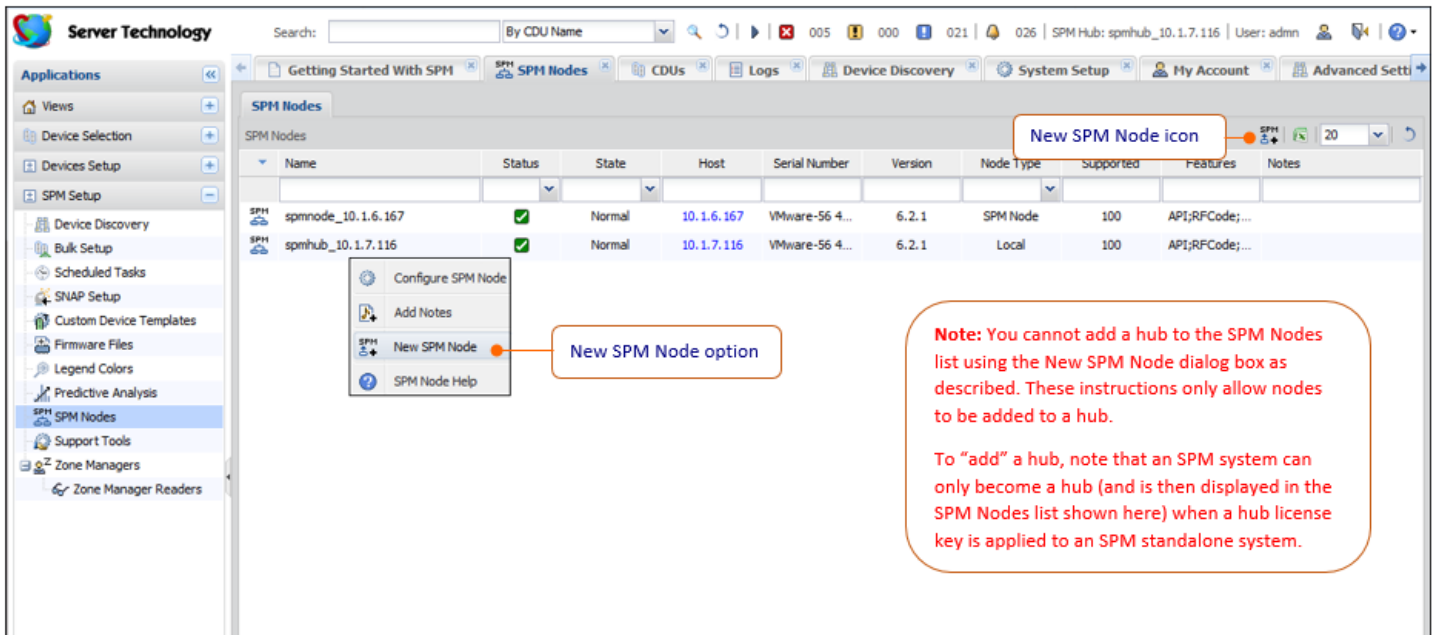 Server Technology
Search: By CDU Name 005 000 021 026 SPM Hub: spmhub_10.1.7.116 User: admn
Applications
Getting Started With SPM SPM Nodes CDUs Logs Device Discovery System Setup My Account Advanced Setti
Views
Device Selection
Devices Setup
SPM Setup
Device Discovery
Bulk Setup
Scheduled Tasks
SNAP Setup
Custom Device Templates
Firmware Files
Legend Colors
Predictive Analysis
SPM Nodes
Support Tools
Zone Managers
Zone Manager Readers
SPM Nodes
SPM Nodes
New SPM Node icon
SPM
20
Name Status State Host Serial Number Version Node Type Supported Features Notes
SPM spmnode_10.1.6.167 Normal 10.1.6.167 VMware-56 4... 6.2.1 SPM Node 100 API;RFCode;...
SPM spmhub_10.1.7.116 Normal 10.1.7.116 VMware-56 4... 6.2.1 Local 100 API;RFCode;...
Configure SPM Node
Add Notes
SPM New SPM Node
SPM Node Help
New SPM Node option
Note: You cannot add a hub to the SPM Nodes
list using the New SPM Node dialog box as
described. These instructions only allow nodes
to be added to a hub.
To “add” a hub, note that an SPM system can
only become a hub (and is then displayed in the
SPM Nodes list shown here) when a hub license
key is applied to an SPM standalone system.